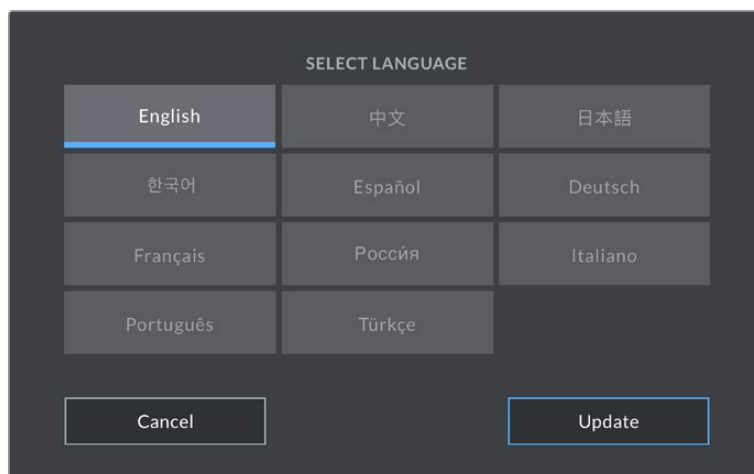 SELECT LANGUAGE
English
中文
日本語
한국어
Español
Deutsch
Français
Росси́я
Italiano
Português
Türkçe
Cancel
Update